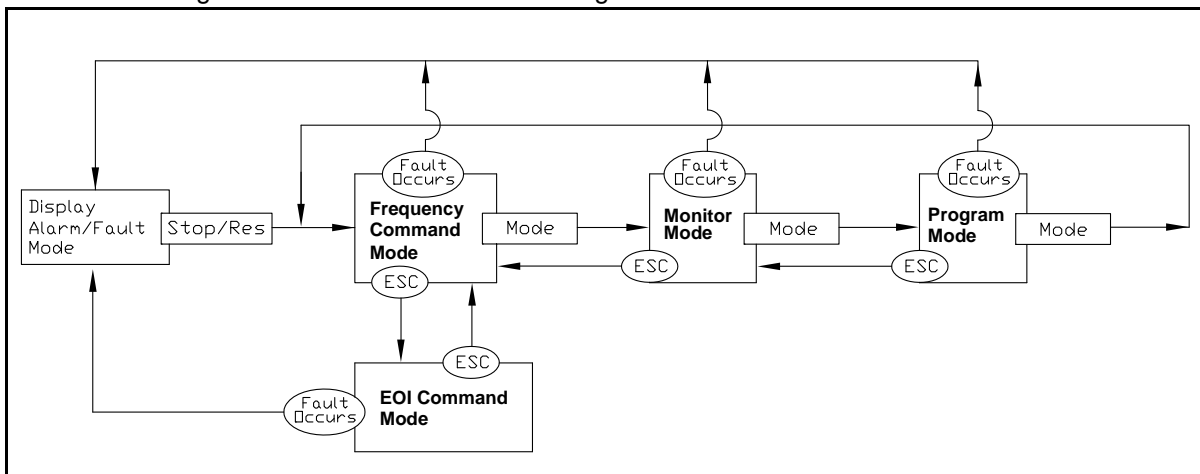 Fault
Occurs
Fault
Occurs
Fault
Occurs
Display
Alarm/Fault
Mode
Stop/Res
Frequency
Command
Mode
Mode
Monitor
Mode
Mode
Program
Mode
Mode
ESC
ESC
ESC
ESC
Fault
Occurs
EOI Command
Mode